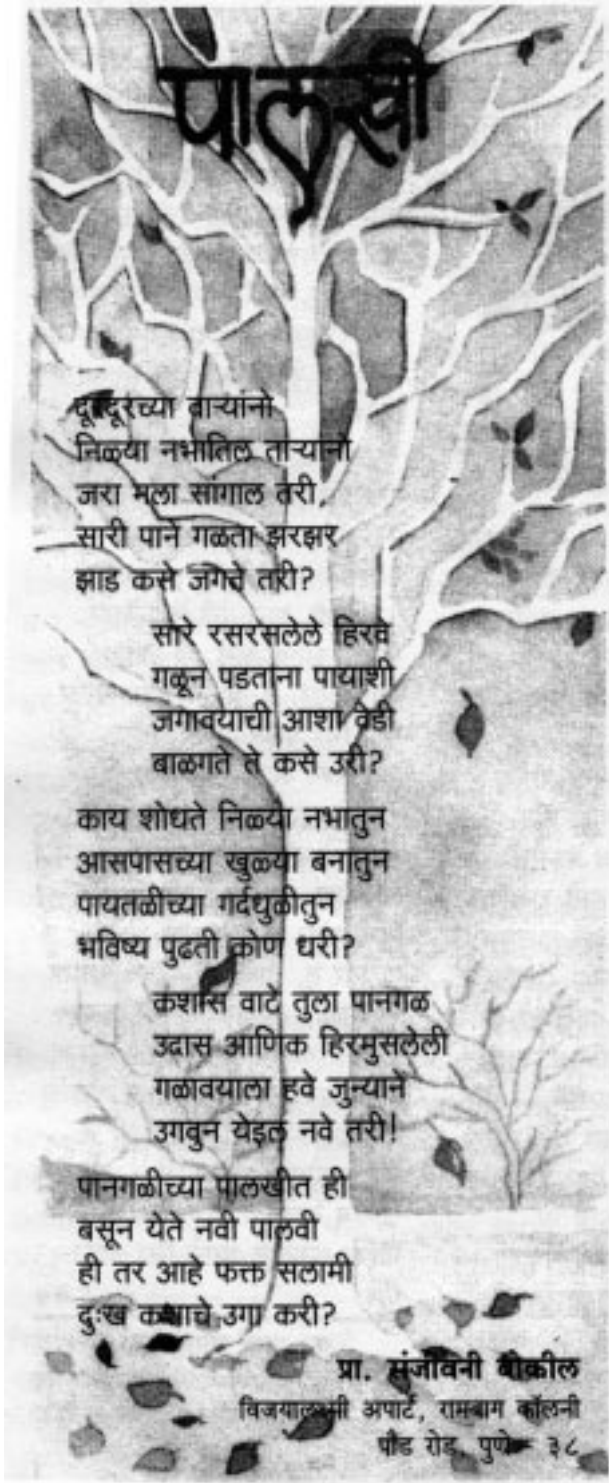 पालखी
दूरदूरच्या ताऱ्यांनो
निळ्या नभातिल ताऱ्यांनो
जरा मला सांगाल तरी,
सारी पाने गळता झरझर
झाड कसे जगते तरी?
सारे रसरसलेले हिरवे
गळून पडताना पायाशी
जगावयाची आशा वेडी
बाळगते ते कसे उरी?
काय शोधते निळ्या नभातुन
आसपासच्या खुळ्या बनातुन
पायतळीच्या गर्दधुळीतुन
भविष्य पुढती कोण धरी?
कशास वाटे तुला पानगळ
उदास आणिक हिरमुसलेली
गळावयाला हवे जुन्याने
उगवुन येइल नवे तरी!
पानगळीच्या पालखीत ही
बसून येते नवी पालवी
ही तर आहे फक्त सलामी
दुःख कशाचे उगा करी?
प्रा. संजीवनी बोकील
विजयालक्ष्मी अपार्ट, रामबाग कॉलनी
पौड रोड, पुणे - ३८